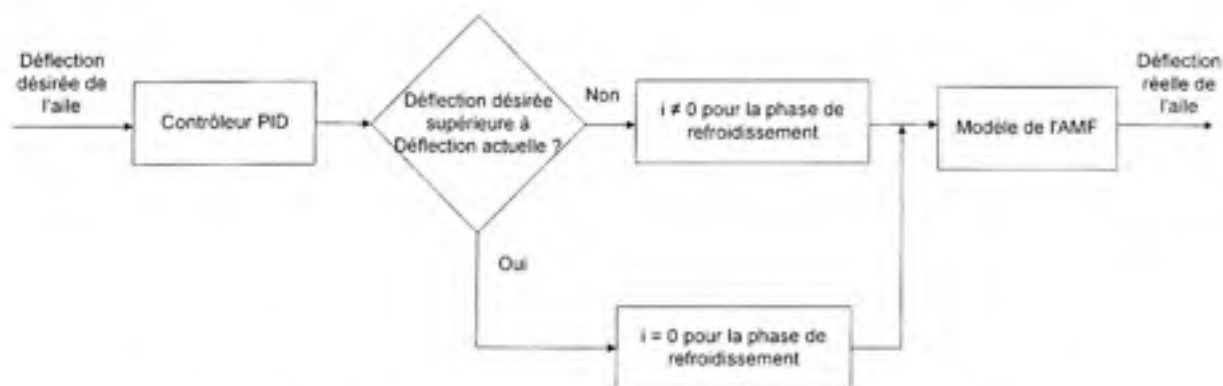 Déflection
désirée de
l'aile
Contrôleur PID
Déflection désirée
supérieure à
Déflection actuelle ?
Non
i ≠ 0 pour la phase de
refroidissement
Modèle de l'AMF
Déflection
réelle de
l'aile
Oui
i = 0 pour la phase de
refroidissement